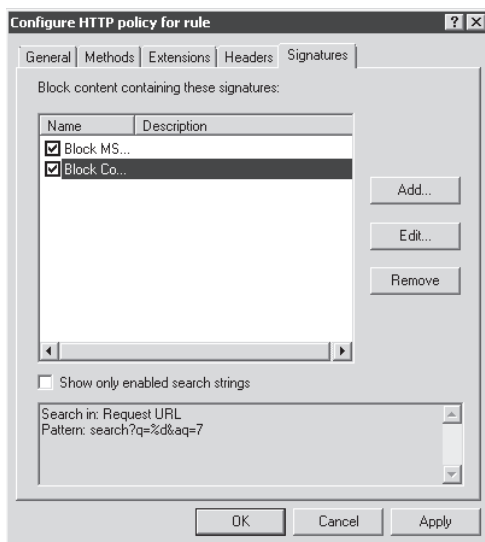 Configure HTTP policy for rule
General Methods Extensions Headers Signatures
Block content containing these signatures:
Name Description
Block MS...
Block Co...
Add...
Edit...
Remove
Show only enabled search strings
Search in: Request URL
Pattern: search?q=%d&aq=7
OK Cancel Apply